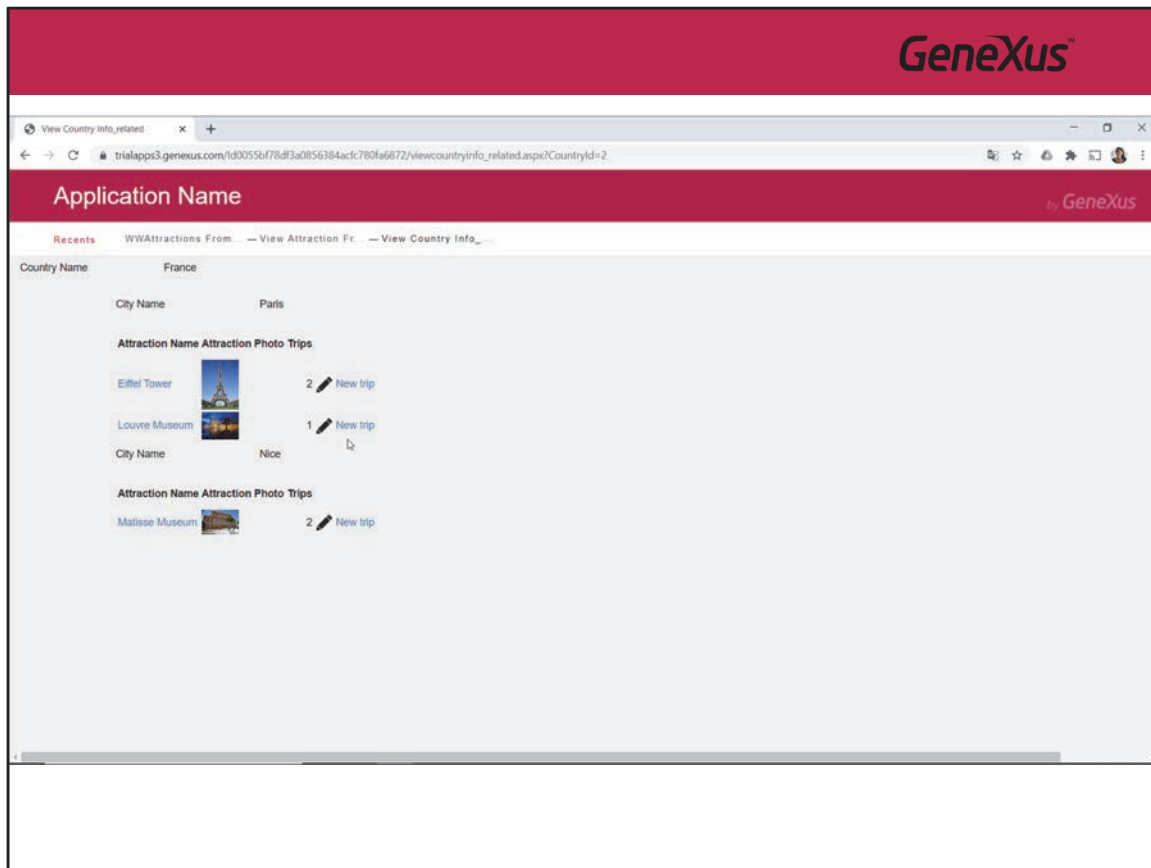 GeneXus™
View Country Info_related
trialapps3.genexus.com/Id0055bf78df3a0856384acfc780fa6872/viewcountryinfo_related.aspx?CountryId=2
Application Name
by GeneXus
Recents WWAttractions From... — View Attraction Fr... — View Country Info_...
Country Name France
City Name Paris
Attraction Name Attraction Photo Trips
Eiffel Tower 2 New trip
Louvre Museum 1 New trip
City Name Nice
Attraction Name Attraction Photo Trips
Matisse Museum 2 New trip